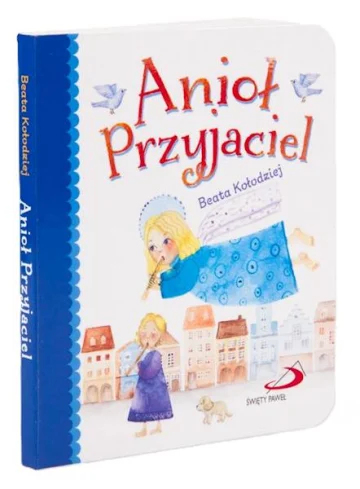 Beata Kołodziej
Anioł Przyjaciel
Anioł
Przyjaciel
Beata Kołodziej
ŚWIĘTY PAWEŁ